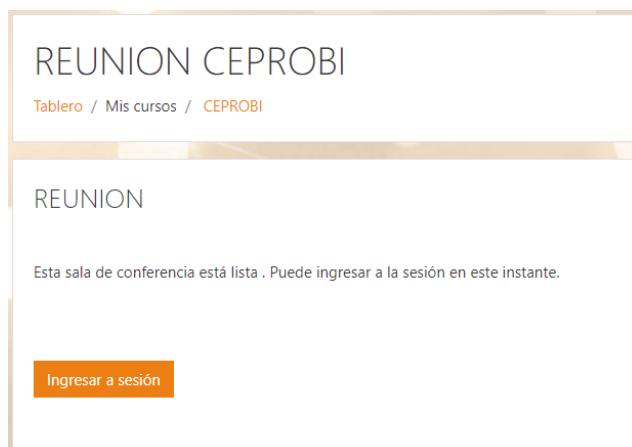 REUNION CEPROBI
Tablero / Mis cursos / CEPROBI
REUNION
Esta sala de conferencia está lista . Puede ingresar a la sesión en este instante.
Ingresar a sesión